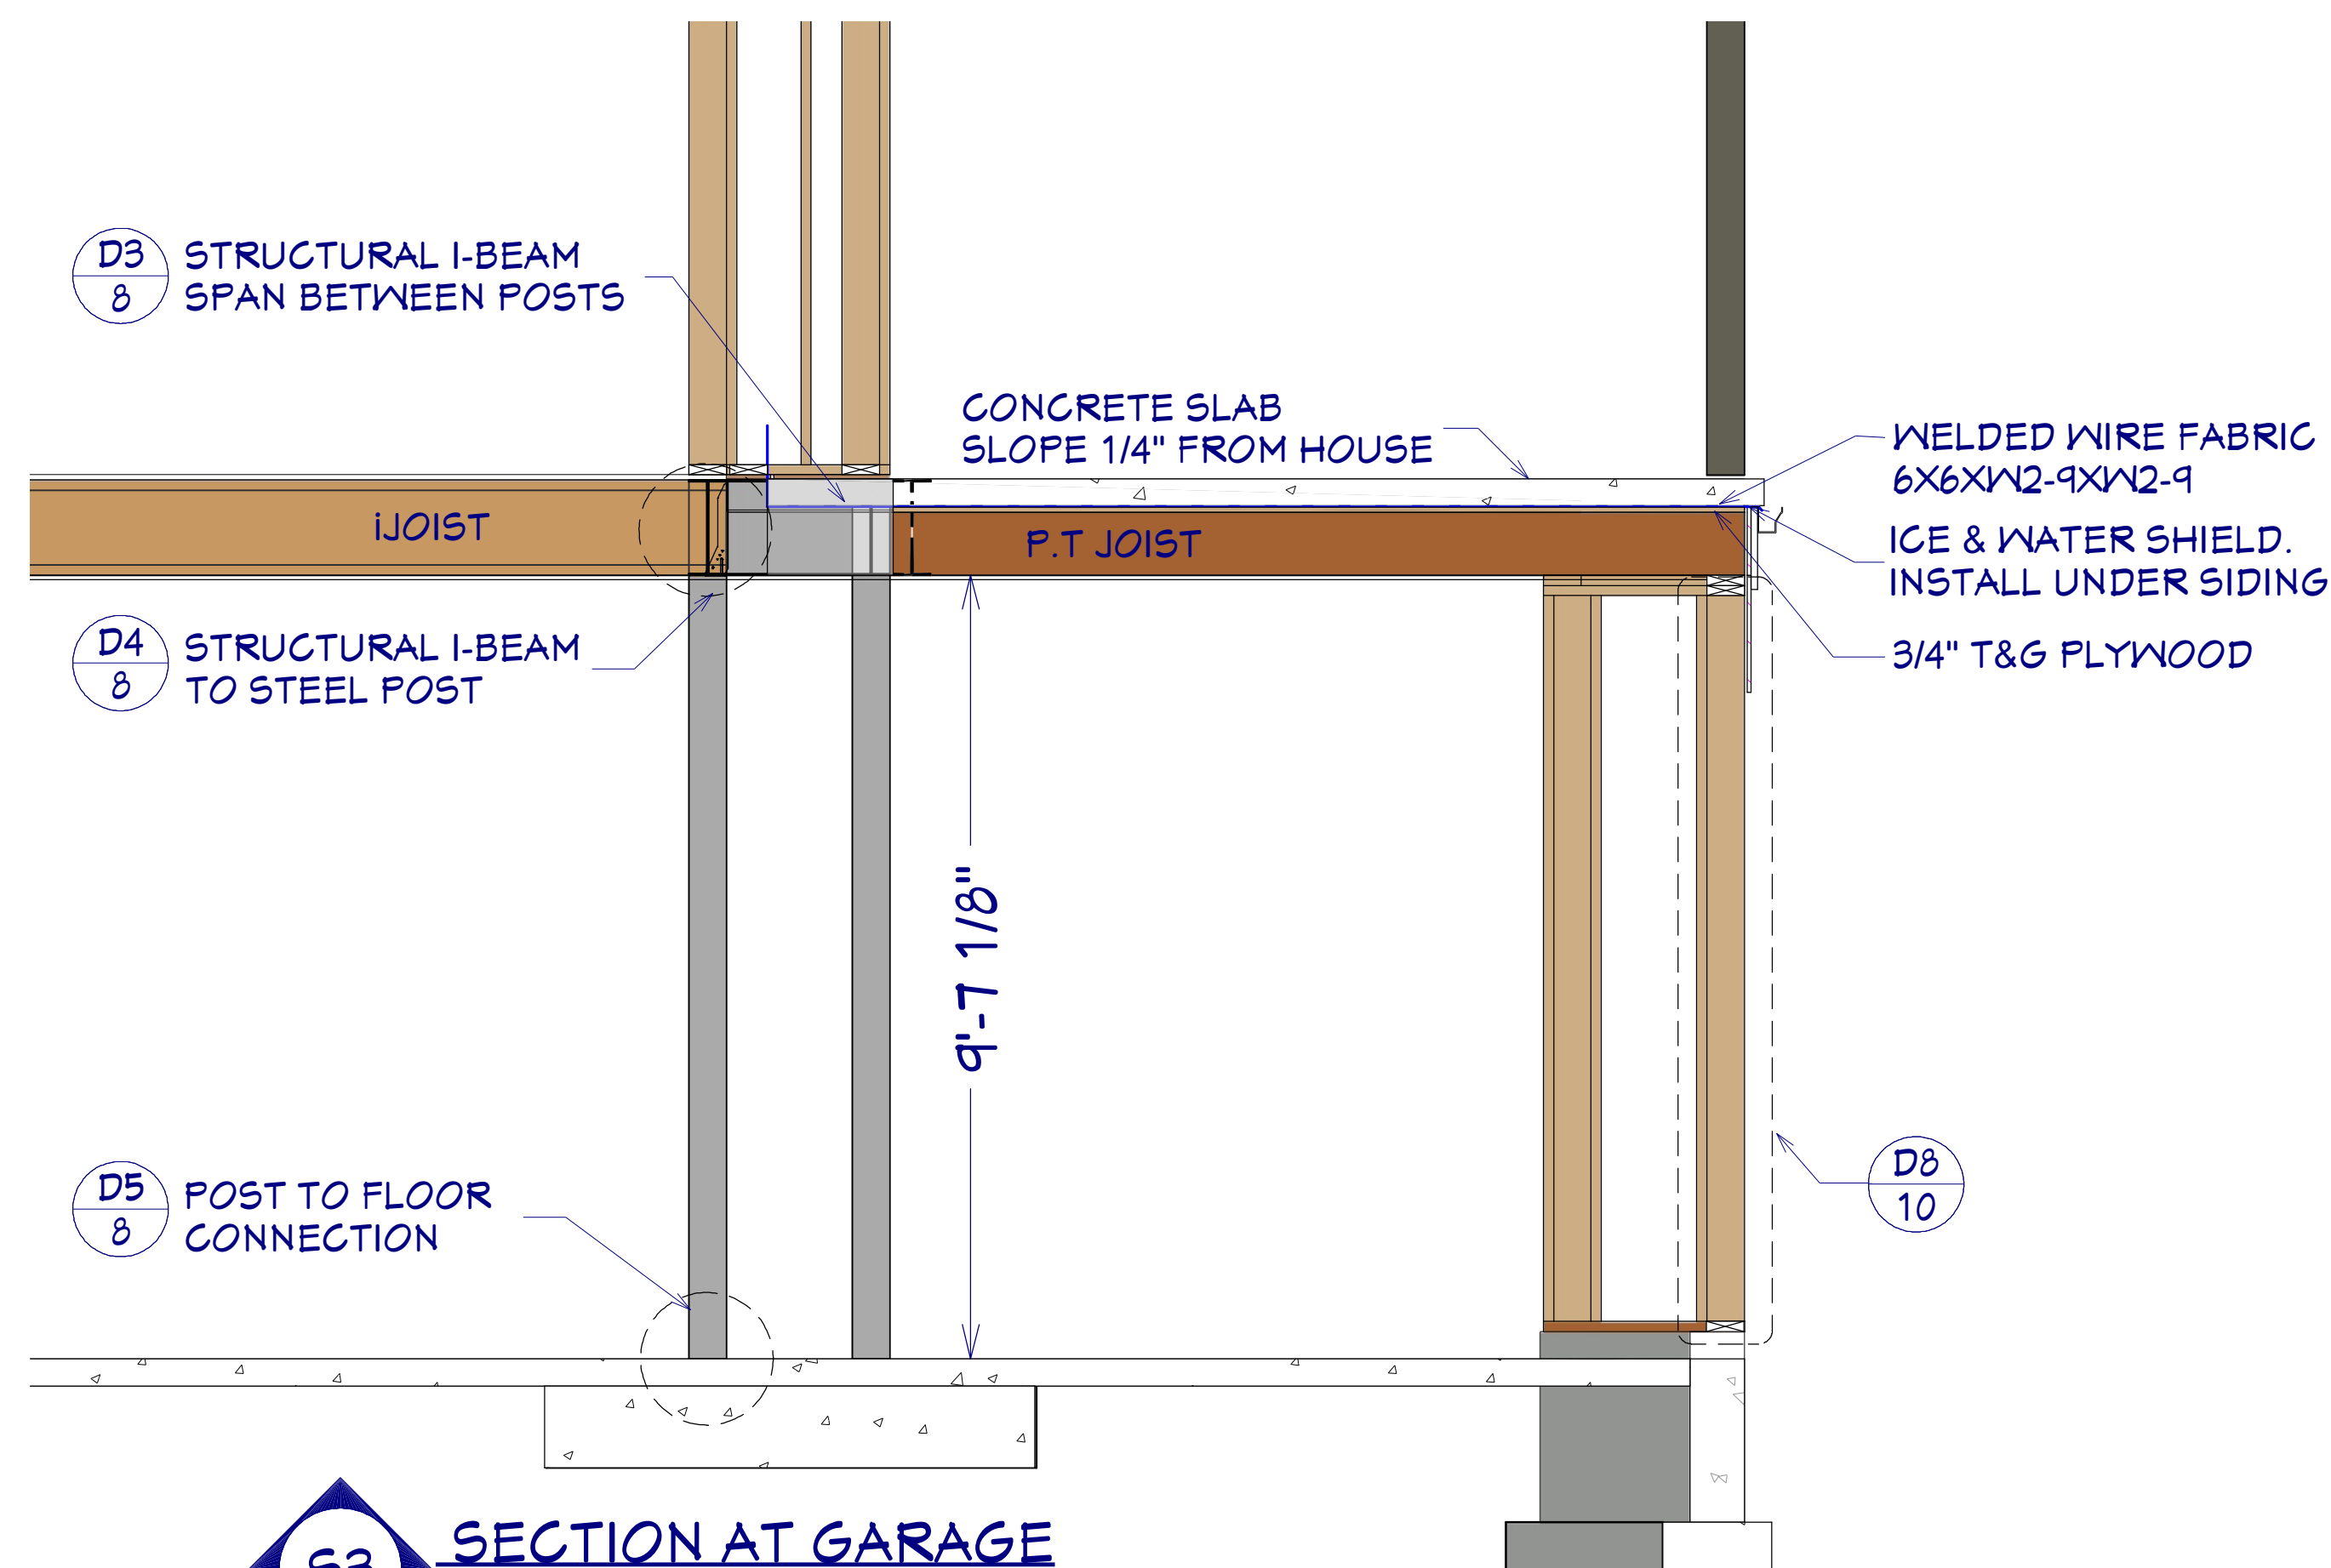 D3
8
STRUCTURAL I-BEAM
SPAN BETWEEN POSTS
CONCRETE SLAB
SLOPE 1/4" FROM HOUSE
WELDED WIRE FABRIC
6X6XW2-9XW2-9
iJOIST
P.T JOIST
ICE & WATER SHIELD.
INSTALL UNDER SIDING
D4
8
STRUCTURAL I-BEAM
TO STEEL POST
3/4" T&G PLYWOOD
9'-7 1/8"
D5
8
POST TO FLOOR
CONNECTION
D8
10
SECTION AT GARAGE